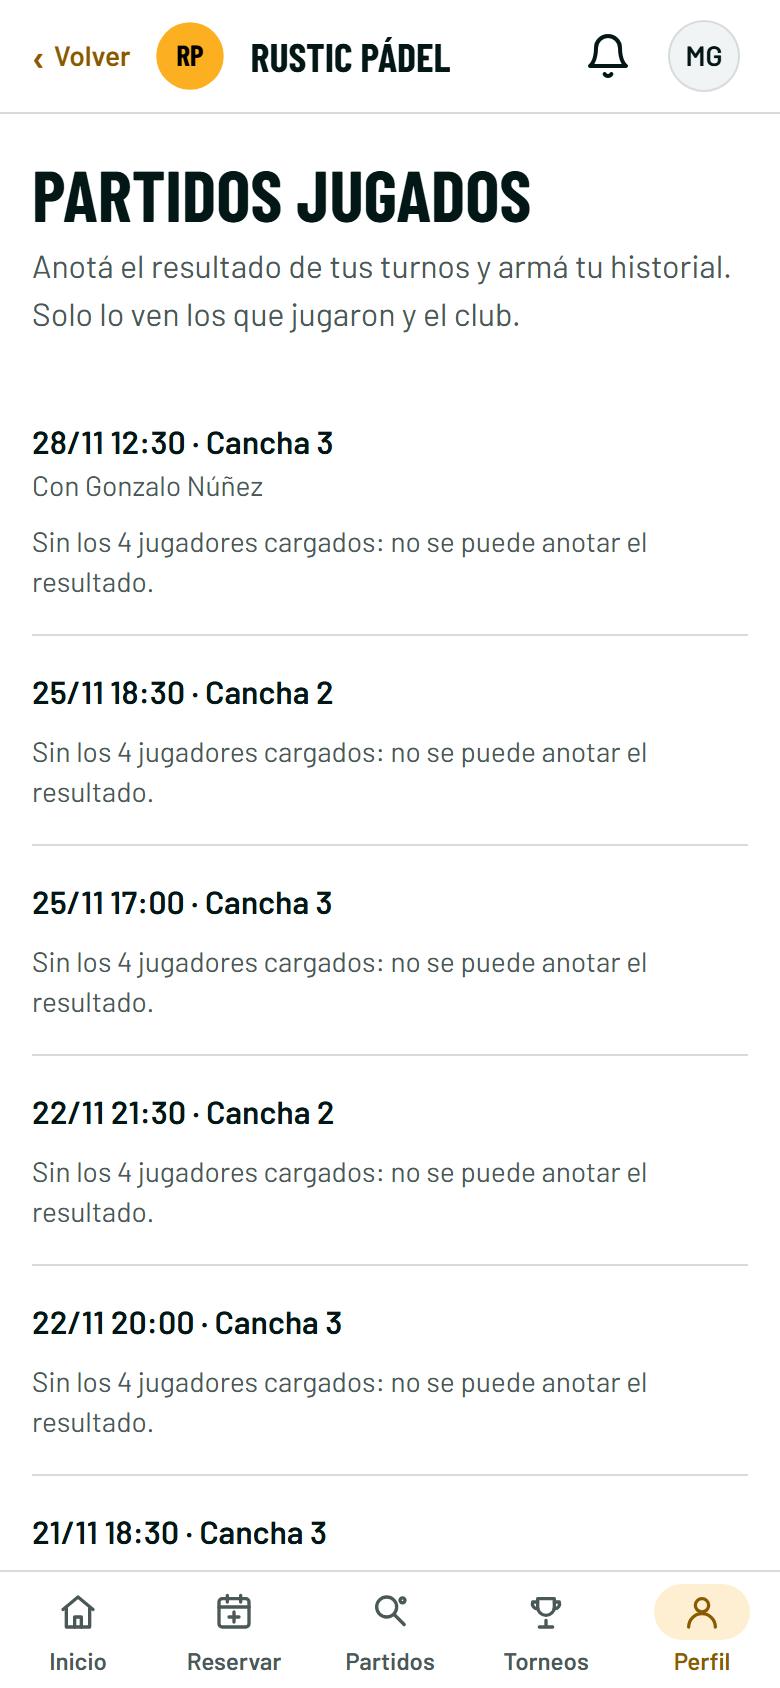 ‹ Volver RP RUSTIC PÁDEL MG
PARTIDOS JUGADOS
Anotá el resultado de tus turnos y armá tu historial.
Solo lo ven los que jugaron y el club.
28/11 12:30 · Cancha 3
Con Gonzalo Núñez
Sin los 4 jugadores cargados: no se puede anotar el
resultado.
25/11 18:30 · Cancha 2
Sin los 4 jugadores cargados: no se puede anotar el
resultado.
25/11 17:00 · Cancha 3
Sin los 4 jugadores cargados: no se puede anotar el
resultado.
22/11 21:30 · Cancha 2
Sin los 4 jugadores cargados: no se puede anotar el
resultado.
22/11 20:00 · Cancha 3
Sin los 4 jugadores cargados: no se puede anotar el
resultado.
21/11 18:30 · Cancha 3
Inicio Reservar Partidos Torneos Perfil